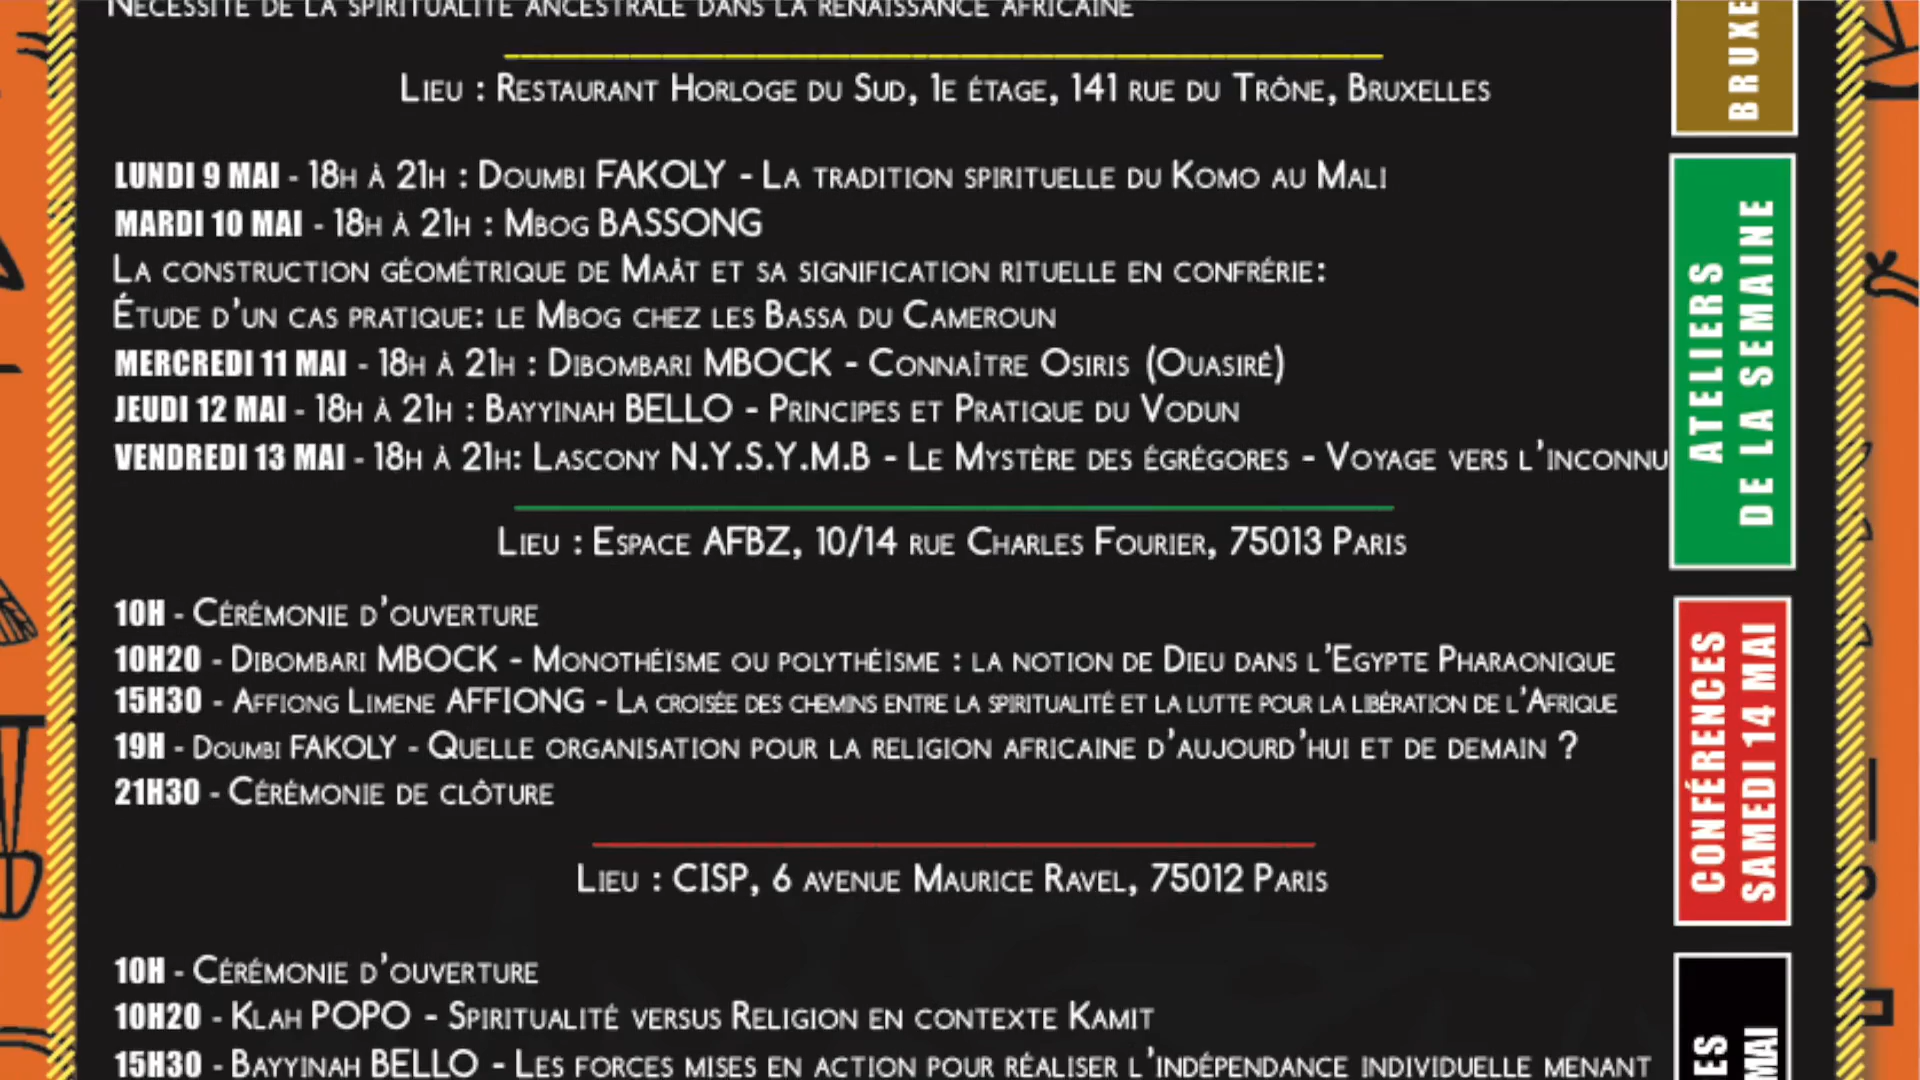 Nécessité de la spiritualité ancestrale dans la renaissance africaine
Lieu : Restaurant Horloge du Sud, 1e étage, 141 rue du Trône, Bruxelles
BRUXE
LUNDI 9 MAI - 18h à 21h : Doumbi FAKOLY - La tradition spirituelle du Komo au Mali
MARDI 10 MAI - 18h à 21h : Mbog BASSONG
La construction géométrique de Maât et sa signification rituelle en confrérie:
Étude d'un cas pratique: le Mbog chez les Bassa du Cameroun
MERCREDI 11 MAI - 18h à 21h : Dibombari MBOCK - Connaître Osiris (Ouasirê)
JEUDI 12 MAI - 18h à 21h : Bayyinah BELLO - Principes et Pratique du Vodun
VENDREDI 13 MAI - 18h à 21h: Lascony N.Y.S.Y.M.B - Le Mystère des égrégores - Voyage vers l'inconnu
ATELIERS
DE LA SEMAINE
Lieu : Espace AFBZ, 10/14 rue Charles Fourier, 75013 Paris
10H - Cérémonie d'ouverture
10H20 - Dibombari MBOCK - Monothéïsme ou polythéïsme : la notion de Dieu dans l'Egypte Pharaonique
15H30 - Affiong Limene AFFIONG - La croisée des chemins entre la spiritualité et la lutte pour la libération de l'Afrique
19H - Doumbi FAKOLY - Quelle organisation pour la religion africaine d'aujourd'hui et de demain ?
21H30 - Cérémonie de clôture
CONFÉRENCES
SAMEDI 14 MAI
Lieu : CISP, 6 avenue Maurice Ravel, 75012 Paris
10H - Cérémonie d'ouverture
10H20 - Klah POPO - Spiritualité versus Religion en contexte Kamit
15H30 - Bayyinah BELLO - Les forces mises en action pour réaliser l'indépendance individuelle menant
ES
MAI